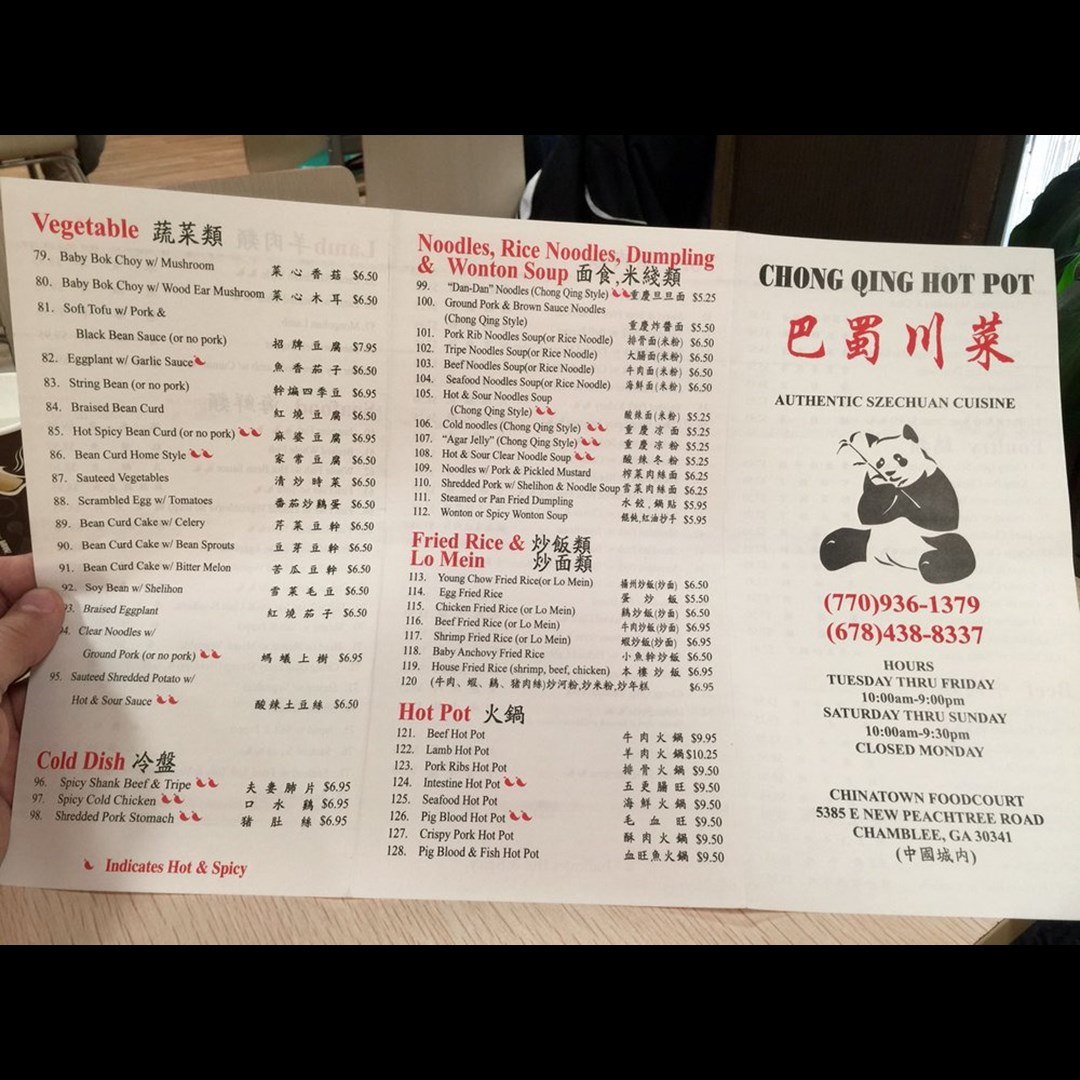 Vegetable 蔬菜類
79. Baby Bok Choy w/ Mushroom 菜心香菇 $6.50
80. Baby Bok Choy w/ Wood Ear Mushroom 菜心木耳 $6.50
81. Soft Tofu w/ Pork &
Black Bean Sauce (or no pork) 招牌豆腐 $7.95
82. Eggplant w/ Garlic Sauce 魚香茄子 $6.50
83. String Bean (or no pork) 幹煸四季豆 $6.95
84. Braised Bean Curd 紅燒豆腐 $6.50
85. Hot Spicy Bean Curd (or no pork) 麻婆豆腐 $6.95
86. Bean Curd Home Style 家常豆腐 $6.50
87. Sauteed Vegetables 清炒時菜 $6.50
88. Scrambled Egg w/ Tomatoes 番茄炒鷄蛋 $6.50
89. Bean Curd Cake w/ Celery 芹菜豆幹 $6.50
90. Bean Curd Cake w/ Bean Sprouts 豆芽豆幹 $6.50
91. Bean Curd Cake w/ Bitter Melon 苦瓜豆幹 $6.50
92. Soy Bean w/ Shelihon 雪菜毛豆 $6.50
93. Braised Eggplant 紅燒茄子 $6.50
94. Clear Noodles w/
Ground Pork (or no pork) 螞蟻上樹 $6.95
95. Sauteed Shredded Potato w/
Hot & Sour Sauce 酸辣土豆絲 $6.50
Cold Dish 冷盤
96. Spicy Shank Beef & Tripe 夫妻肺片 $6.95
97. Spicy Cold Chicken 口水鷄 $6.95
98. Shredded Pork Stomach 豬肚絲 $6.95
Indicates Hot & Spicy
Noodles, Rice Noodles, Dumpling
& Wonton Soup 面食,米綫類
99. "Dan-Dan" Noodles (Chong Qing Style) 重慶旦旦面 $5.25
100. Ground Pork & Brown Sauce Noodles
(Chong Qing Style) 重慶炸醬面 $5.50
101. Pork Rib Noodles Soup(or Rice Noodle) 排骨面(米粉) $6.50
102. Tripe Noodles Soup(or Rice Noodle) 大腸面(米粉) $6.50
103. Beef Noodles Soup(or Rice Noodle) 牛肉面(米粉) $6.50
104. Seafood Noodles Soup(or Rice Noodle) 海鮮面(米粉) $6.50
105. Hot & Sour Noodles Soup
(Chong Qing Style) 酸辣面(米粉) $5.25
106. Cold noodles (Chong Qing Style) 重慶凉面 $5.25
107. "Agar Jelly" (Chong Qing Style) 重慶凉粉 $5.25
108. Hot & Sour Clear Noodle Soup 酸辣冬粉 $5.25
109. Noodles w/ Pork & Pickled Mustard 榨菜肉絲面 $6.25
110. Shredded Pork w/ Shelihon & Noodle Soup 雪菜肉絲面 $6.25
111. Steamed or Pan Fried Dumpling 水餃,鍋貼 $5.95
112. Wonton or Spicy Wonton Soup 餛飩,紅油抄手 $5.95
Fried Rice & 炒飯類
Lo Mein 炒面類
113. Young Chow Fried Rice(or Lo Mein) 揚州炒飯(炒面) $6.50
114. Egg Fried Rice 蛋炒飯 $5.50
115. Chicken Fried Rice (or Lo Mein) 鷄炒飯(炒面) $6.50
116. Beef Fried Rice (or Lo Mein) 牛肉炒飯(炒面) $6.95
117. Shrimp Fried Rice (or Lo Mein) 蝦炒飯(炒面) $6.95
118. Baby Anchovy Fried Rice 小魚幹炒飯 $6.50
119. House Fried Rice (shrimp, beef, chicken) 本樓炒飯 $6.95
120 (牛肉、蝦、鷄、豬肉絲)炒河粉,炒米粉,炒年糕 $6.95
Hot Pot 火鍋
121. Beef Hot Pot 牛肉火鍋 $9.95
122. Lamb Hot Pot 羊肉火鍋 $10.25
123. Pork Ribs Hot Pot 排骨火鍋 $9.50
124. Intestine Hot Pot 五更腸旺 $9.50
125. Seafood Hot Pot 海鮮火鍋 $9.50
126. Pig Blood Hot Pot 毛血旺 $9.50
127. Crispy Pork Hot Pot 酥肉火鍋 $9.50
128. Pig Blood & Fish Hot Pot 血旺魚火鍋 $9.50
CHONG QING HOT POT
巴蜀川菜
AUTHENTIC SZECHUAN CUISINE
(770)936-1379
(678)438-8337
HOURS
TUESDAY THRU FRIDAY
10:00am-9:00pm
SATURDAY THRU SUNDAY
10:00am-9:30pm
CLOSED MONDAY
CHINATOWN FOODCOURT
5385 E NEW PEACHTREE ROAD
CHAMBLEE, GA 30341
(中國城内)